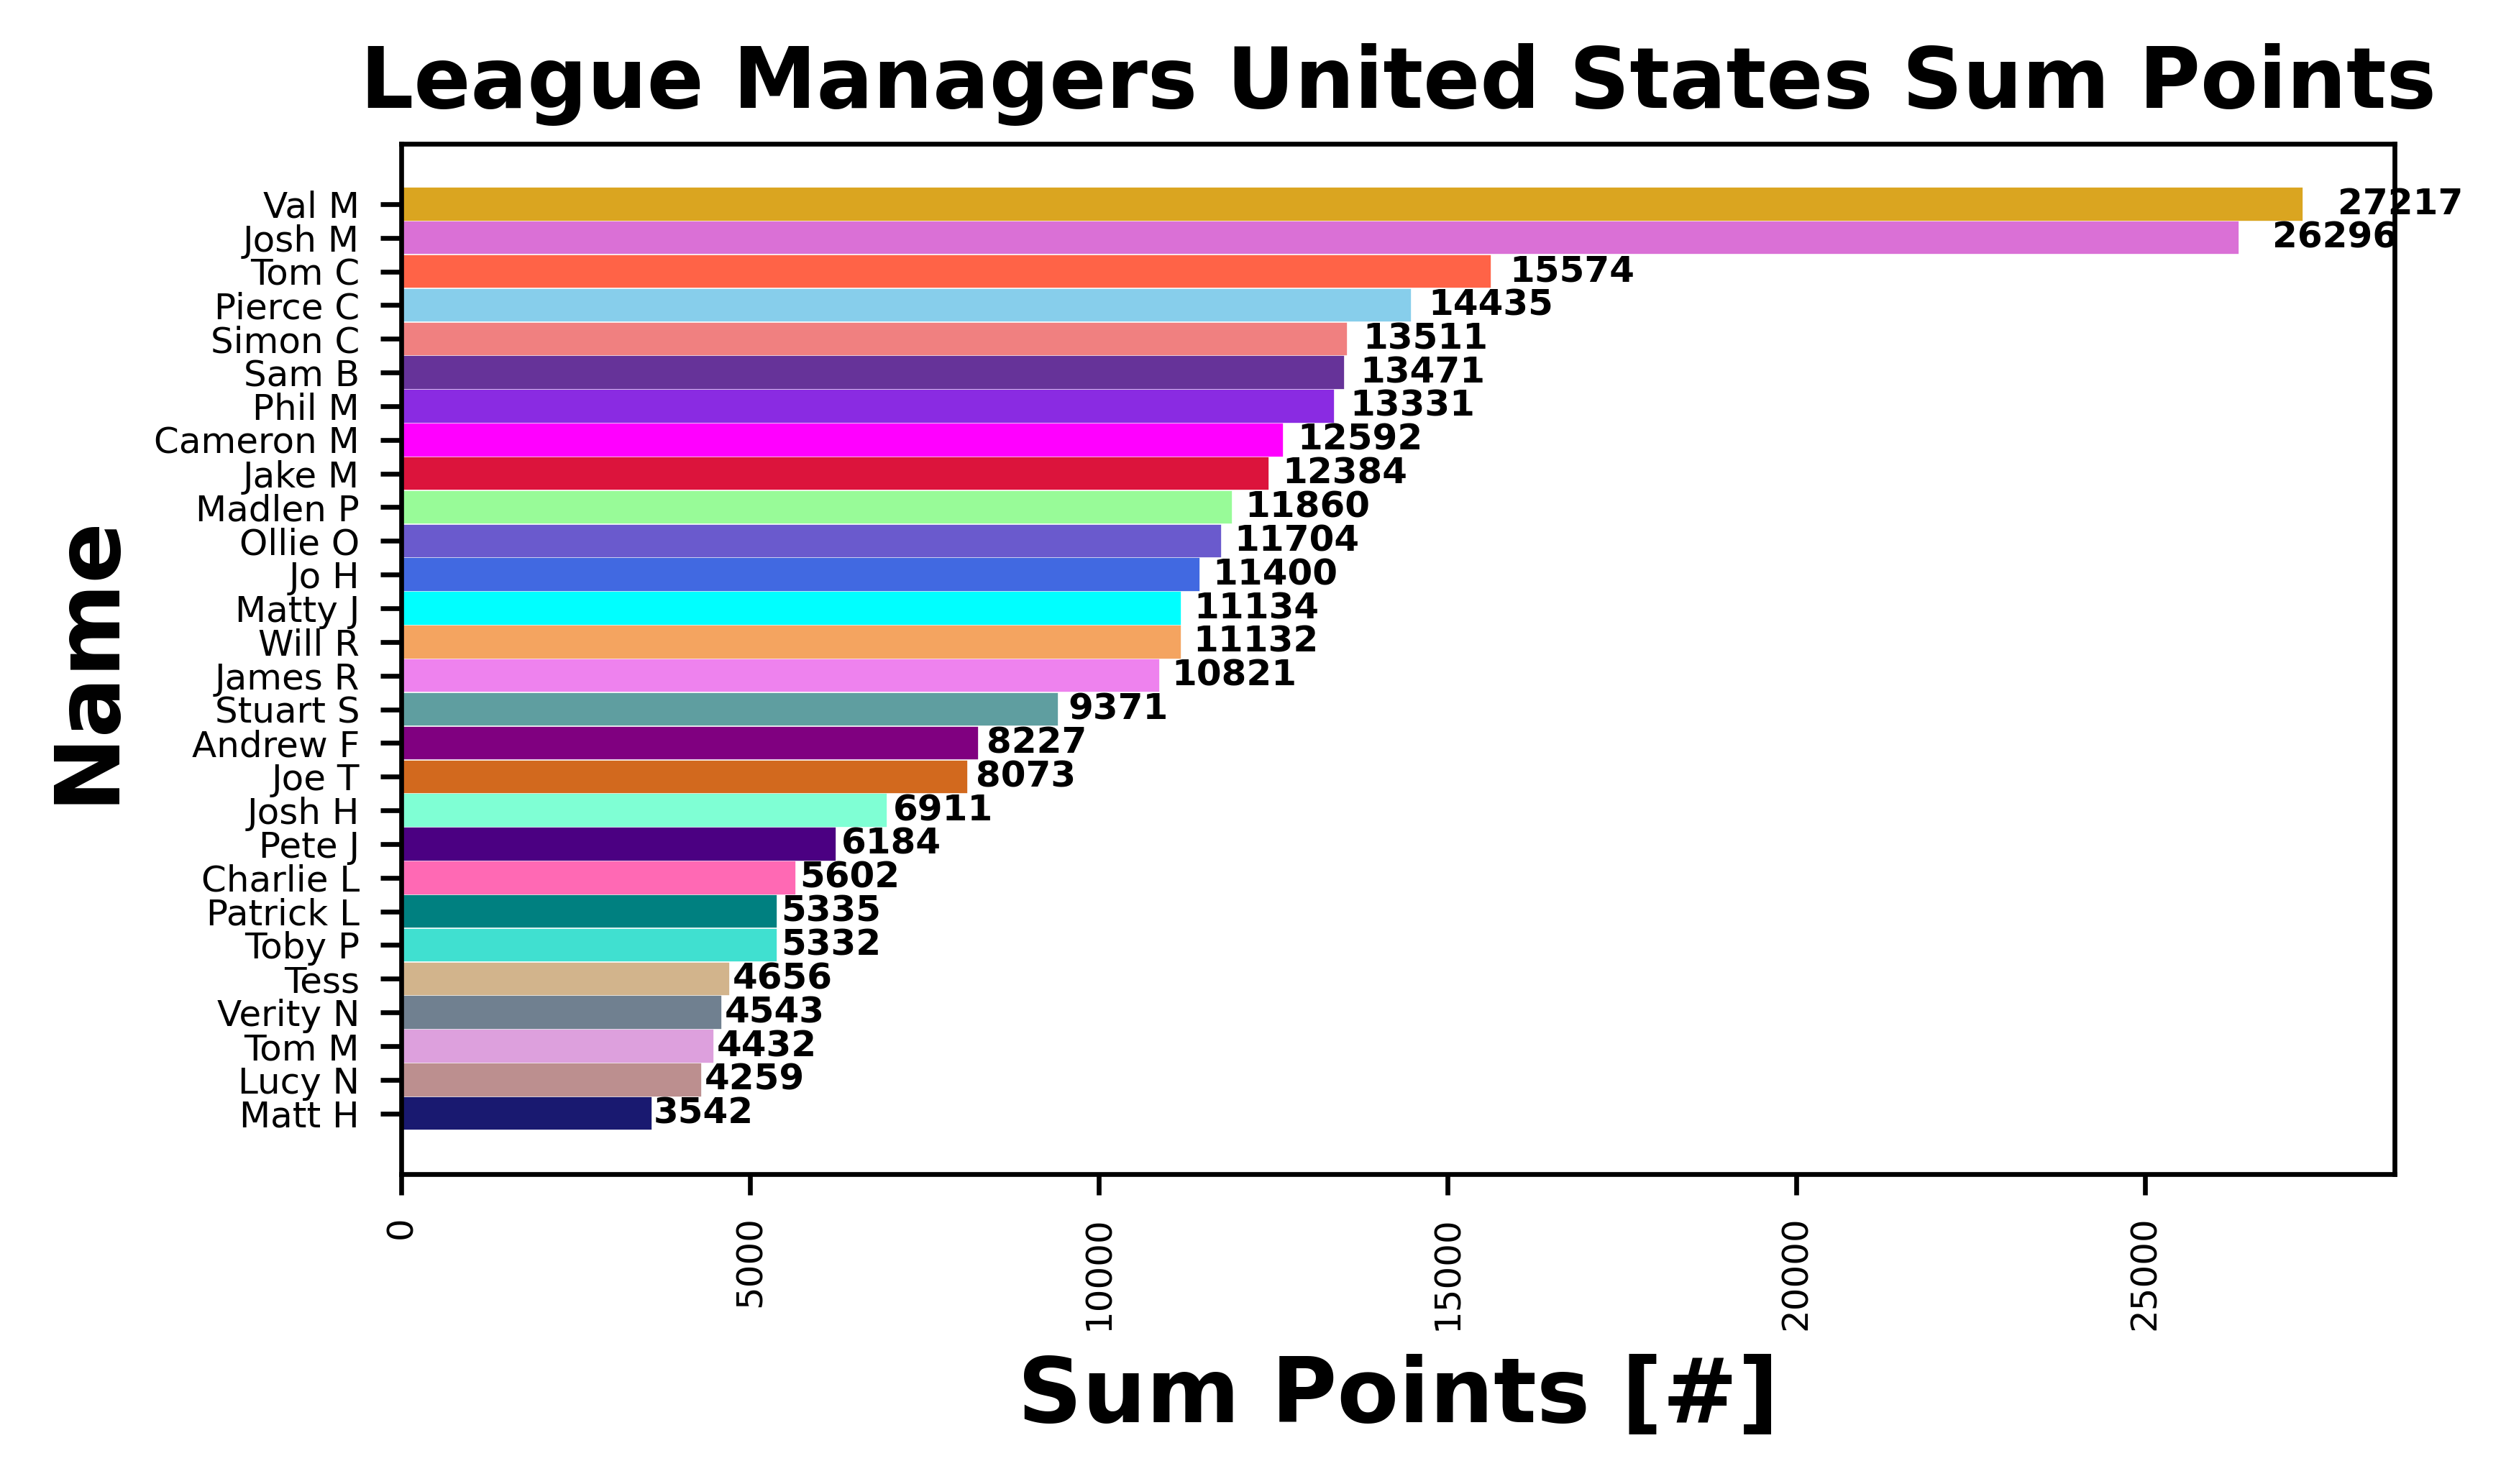 League Managers United States Sum Points
Name
Val M 27217
Josh M 26296
Tom C 15574
Pierce C 14435
Simon C 13511
Sam B 13471
Phil M 13331
Cameron M 12592
Jake M 12384
Madlen P 11860
Ollie O 11704
Jo H 11400
Matty J 11134
Will R 11132
James R 10821
Stuart S 9371
Andrew F 8227
Joe T 8073
Josh H 6911
Pete J 6184
Charlie L 5602
Patrick L 5335
Toby P 5332
Tess 4656
Verity N 4543
Tom M 4432
Lucy N 4259
Matt H 3542
0 5000 10000 15000 20000 25000
Sum Points [#]